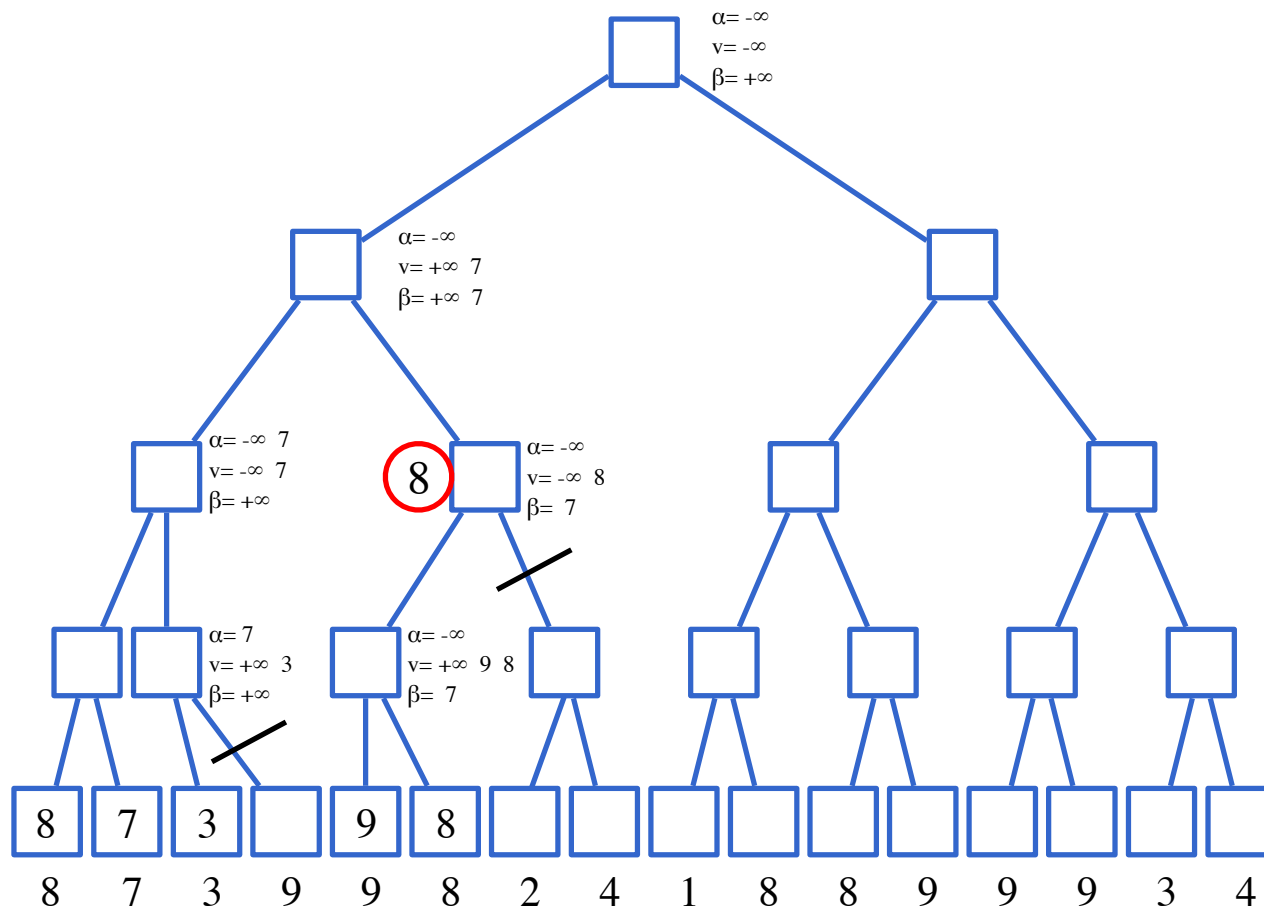 α= -∞
v= -∞
β= +∞
α= -∞
v= +∞ 7
β= +∞ 7
α= -∞ 7
v= -∞ 7
β= +∞
8
α= -∞
v= -∞ 8
β= 7
α= 7
v= +∞ 3
β= +∞
α= -∞
v= +∞ 9 8
β= 7
8 7 3 9 8
8 7 3 9 9 8 2 4 1 8 8 9 9 9 3 4